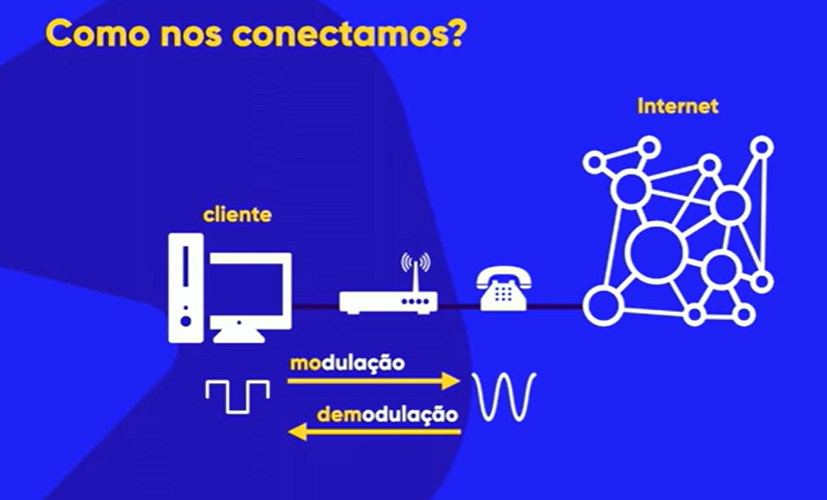 Como nos conectamos?
Internet
cliente
modulação
demodulação